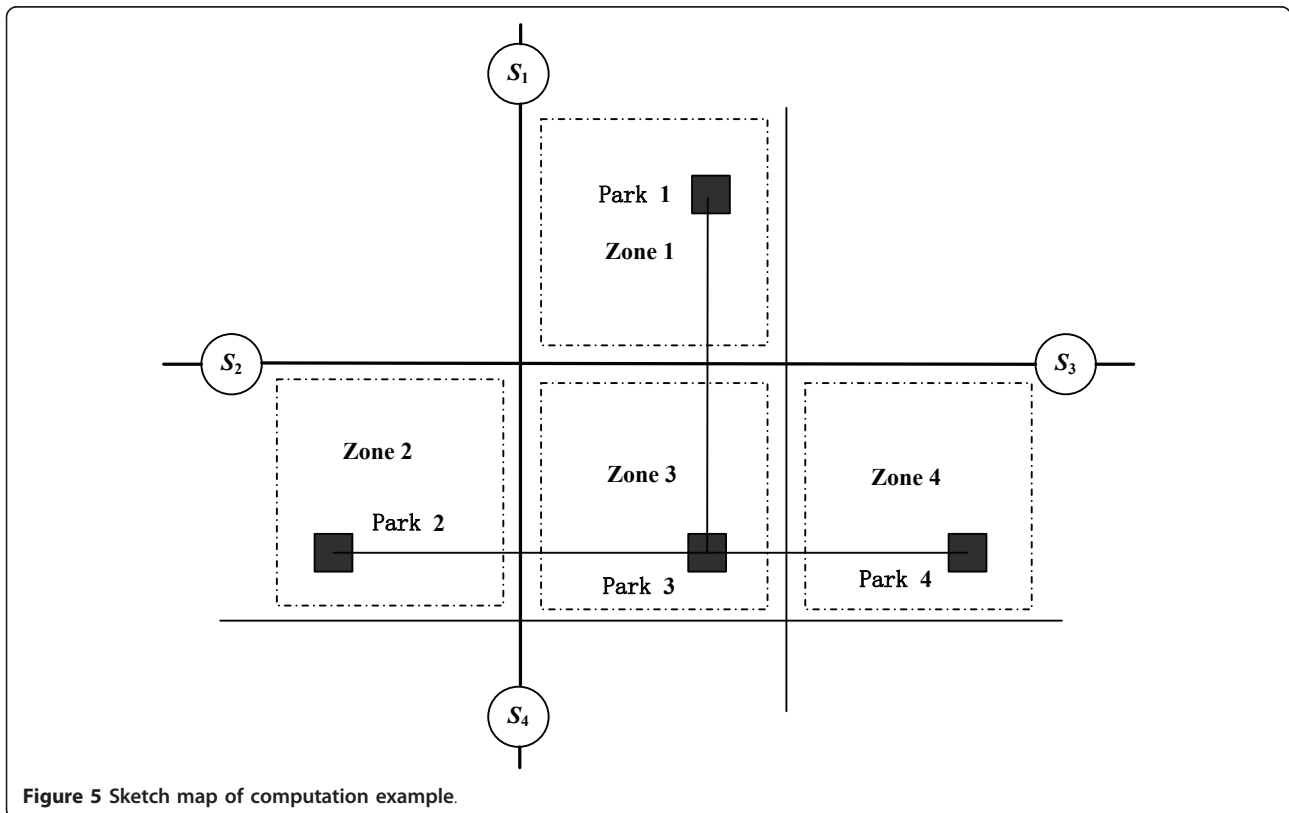 S1
Park 1
Zone 1
S2
S3
Zone 2
Zone 3
Zone 4
Park 2
Park 3
Park 4
S4
Figure 5 Sketch map of computation example.